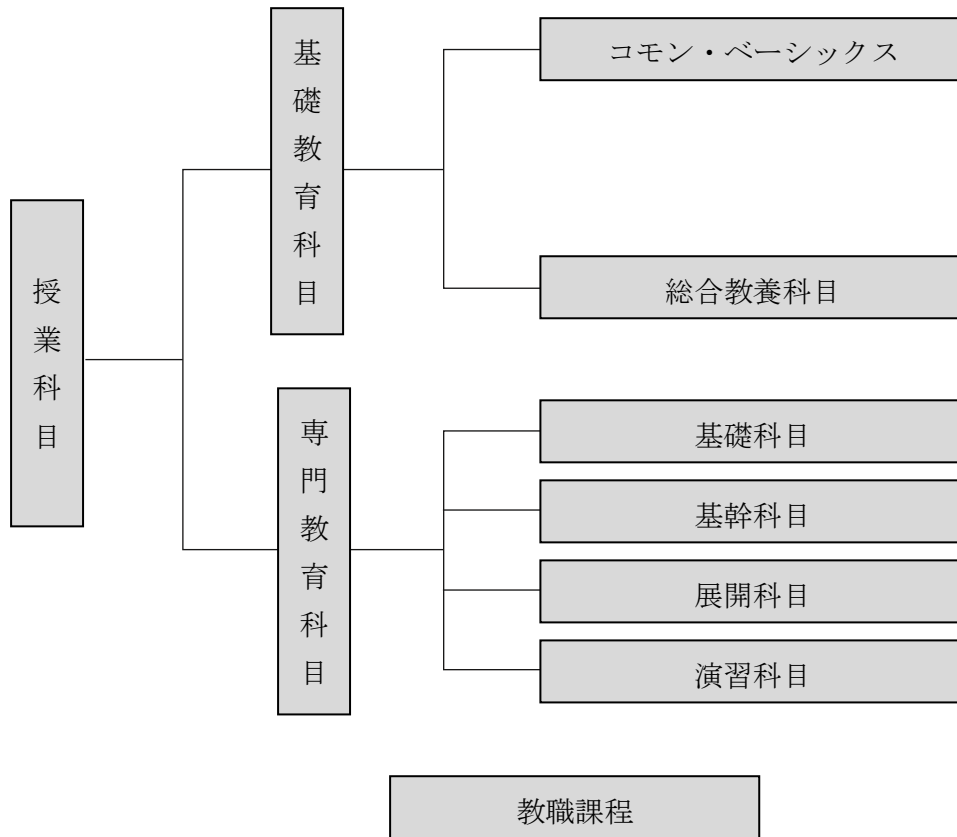 授業科目
基礎教育科目
コモン・ベーシックス
総合教養科目
専門教育科目
基礎科目
基幹科目
展開科目
演習科目
教職課程